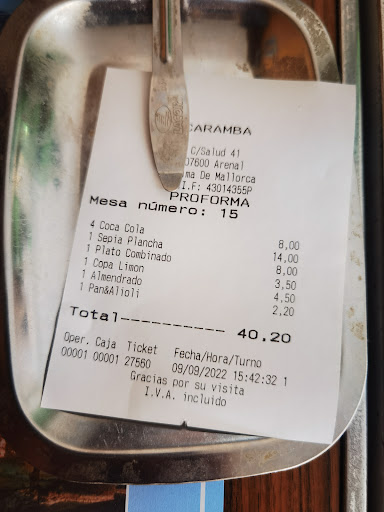 CARAMBA
C/Salud 41
07600 Arenal
ma De Mallorca
I.F: 43014355P
PROFORMA
Mesa número: 15
4 Coca Cola 8,00
1 Sepia Plancha 14,00
1 Plato Combinado 8,00
1 Copa Limon 3,50
1 Almendrado 4,50
1 Pan&Alioli 2,20
Total----------- 40.20
Oper. Caja Ticket Fecha/Hora/Turno
00001 00001 27560 09/09/2022 15:42:32 1
Gracias por su visita
I.V.A. incluido